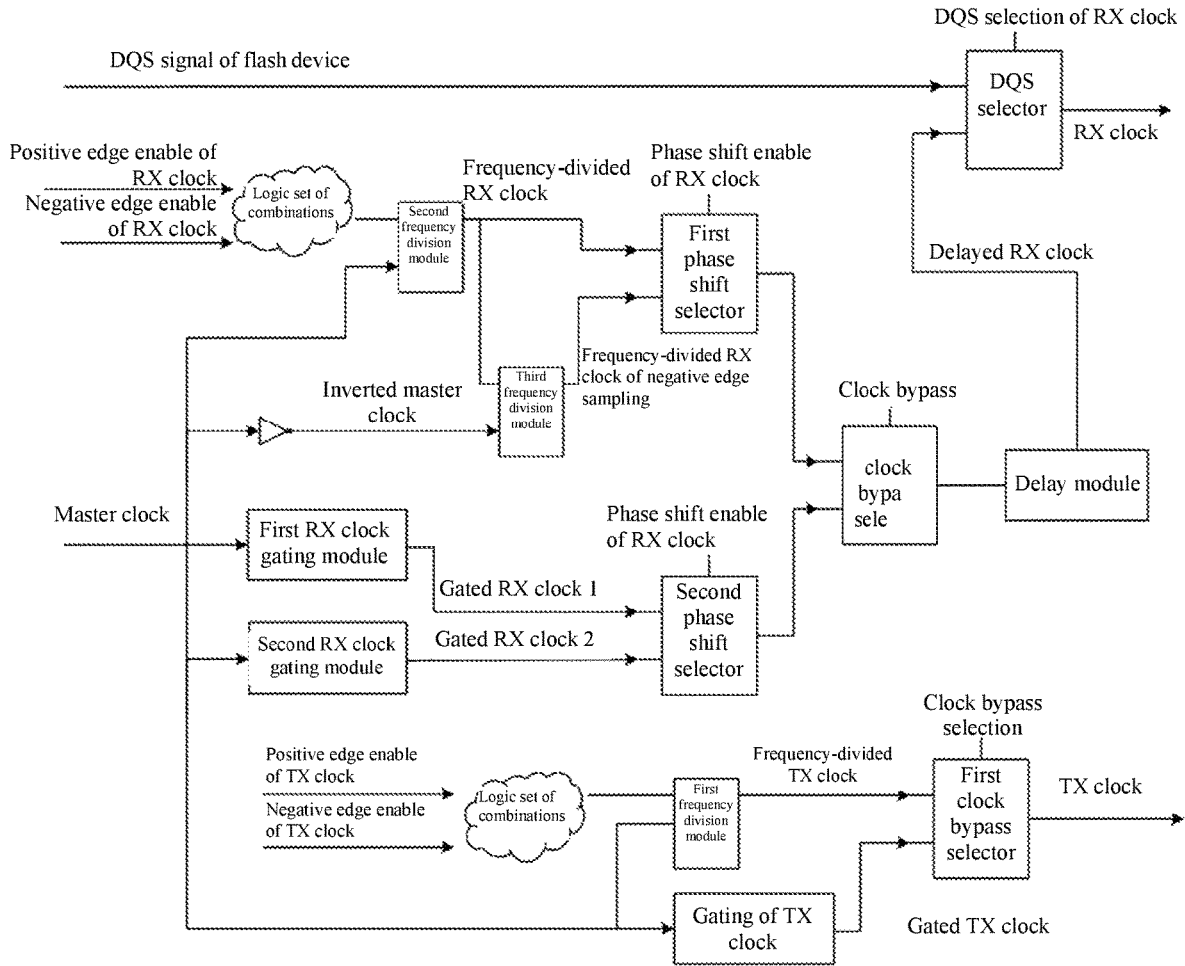 DQS selection of RX clock
DQS signal of flash device
DQS
selector
RX clock
Positive edge enable of
RX clock
Negative edge enable
of RX clock
Logic set of
combinations
Frequency-divided
RX clock
Second
frequency
division
module
Phase shift enable
of RX clock
First
phase
shift
selector
Delayed RX clock
Frequency-divided RX
clock of negative edge
sampling
Inverted master
clock
Third
frequency
division
module
Clock bypass
clock
bypa
sele
Delay module
Master clock
First RX clock
gating module
Gated RX clock 1
Phase shift enable
of RX clock
Second
phase
shift
selector
Second RX clock
gating module
Gated RX clock 2
Clock bypass
selection
Positive edge enable
of TX clock
Negative edge enable
of TX clock
Logic set of
combinations
First
frequency
division
module
Frequency-divided
TX clock
First
clock
bypass
selector
TX clock
Gating of TX
clock
Gated TX clock